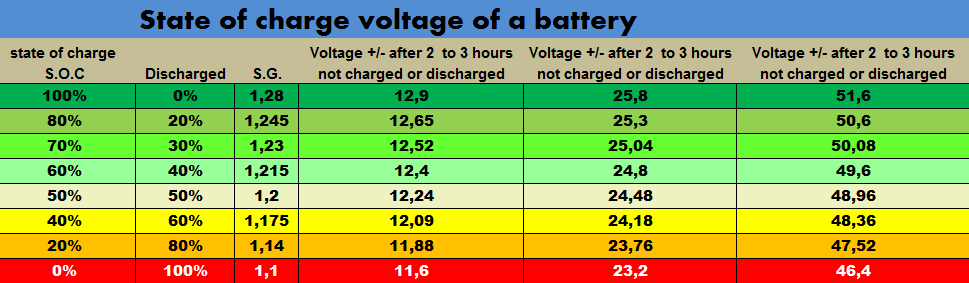 State of charge voltage of a battery
state of charge Voltage +/- after 2 to 3 hours Voltage +/- after 2 to 3 hours Voltage +/- after 2 to 3 hours
S.O.C Discharged S.G. not charged or discharged not charged or discharged not charged or discharged
100% 0% 1,28 12,9 25,8 51,6
80% 20% 1,245 12,65 25,3 50,6
70% 30% 1,23 12,52 25,04 50,08
60% 40% 1,215 12,4 24,8 49,6
50% 50% 1,2 12,24 24,48 48,96
40% 60% 1,175 12,09 24,18 48,36
20% 80% 1,14 11,88 23,76 47,52
0% 100% 1,1 11,6 23,2 46,4